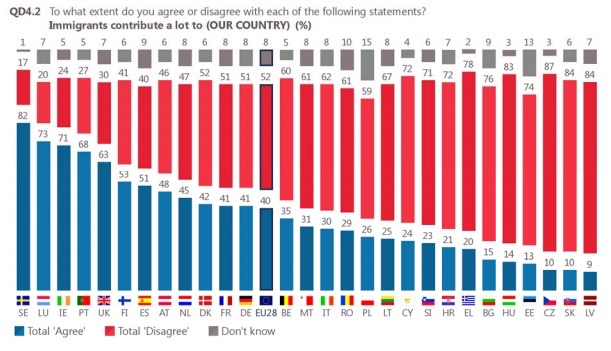 QD4.2 To what extent do you agree or disagree with each of the following statements?
Immigrants contribute a lot to (OUR COUNTRY) (%)
1 7 5 5 7 6 9 6 8 6 8 8 8 5 8 8 10 15 8 4 6 7 2 9 3 13 3 6 7
17 20 24 27 30 41 40 46 47 52 51 51 52 60 61 62 61 59 67 72 71 72 78 76 83 74 87 84 84
82 73 71 68 63 53 51 48 45 42 41 41 40 35 31 30 29 26 25 24 23 21 20 15 14 13 10 10 9
SE LU IE PT UK FI ES AT NL DK FR DE EU28 BE MT IT RO PL LT CY SI HR EL BG HU EE CZ SK LV
Total 'Agree' Total 'Disagree' Don't know